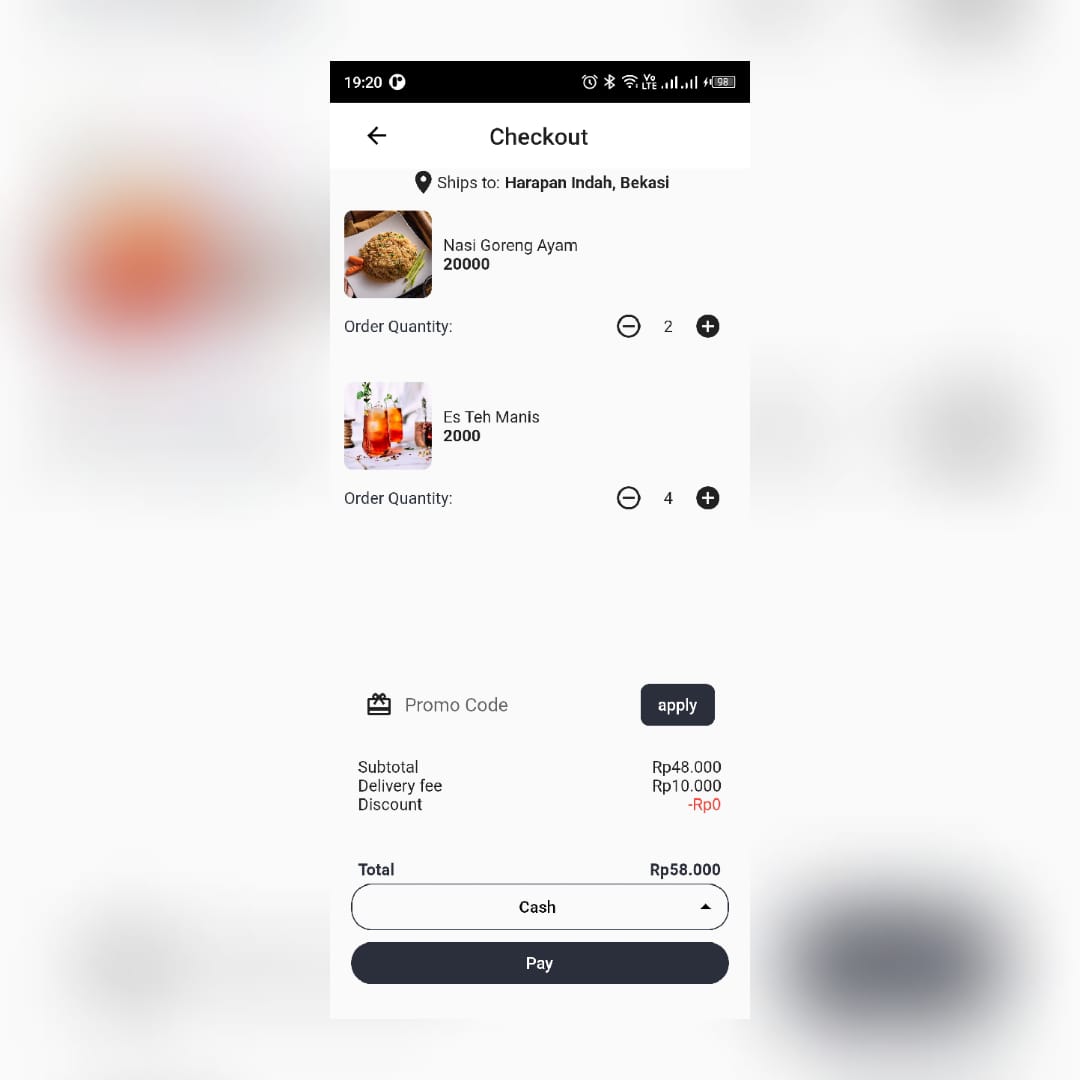 19:20
Vo LTE 98
Checkout
Ships to: Harapan Indah, Bekasi
Nasi Goreng Ayam
20000
Order Quantity: 2
Es Teh Manis
2000
Order Quantity: 4
Promo Code apply
Subtotal Rp48.000
Delivery fee Rp10.000
Discount -Rp0
Total Rp58.000
Cash
Pay